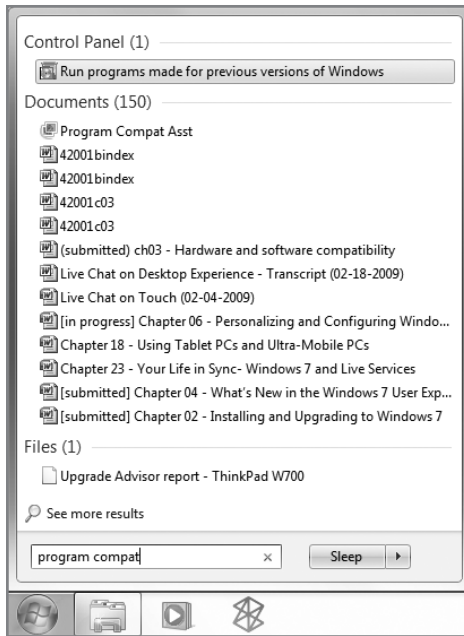 Control Panel (1)
Run programs made for previous versions of Windows
Documents (150)
Program Compat Asst
42001bindex
42001bindex
42001c03
42001c03
(submitted) ch03 - Hardware and software compatibility
Live Chat on Desktop Experience - Transcript (02-18-2009)
Live Chat on Touch (02-04-2009)
[in progress] Chapter 06 - Personalizing and Configuring Windo...
Chapter 18 - Using Tablet PCs and Ultra-Mobile PCs
Chapter 23 - Your Life in Sync- Windows 7 and Live Services
[submitted] Chapter 04 - What's New in the Windows 7 User Exp...
[submitted] Chapter 02 - Installing and Upgrading to Windows 7
Files (1)
Upgrade Advisor report - ThinkPad W700
See more results
program compat
Sleep